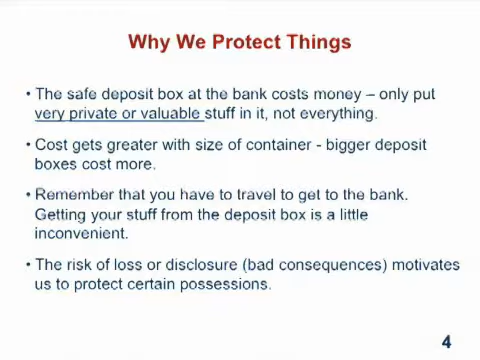 Why We Protect Things
• The safe deposit box at the bank costs money – only put
very private or valuable stuff in it, not everything.
• Cost gets greater with size of container - bigger deposit
boxes cost more.
• Remember that you have to travel to get to the bank.
Getting your stuff from the deposit box is a little
inconvenient.
• The risk of loss or disclosure (bad consequences) motivates
us to protect certain possessions.
4